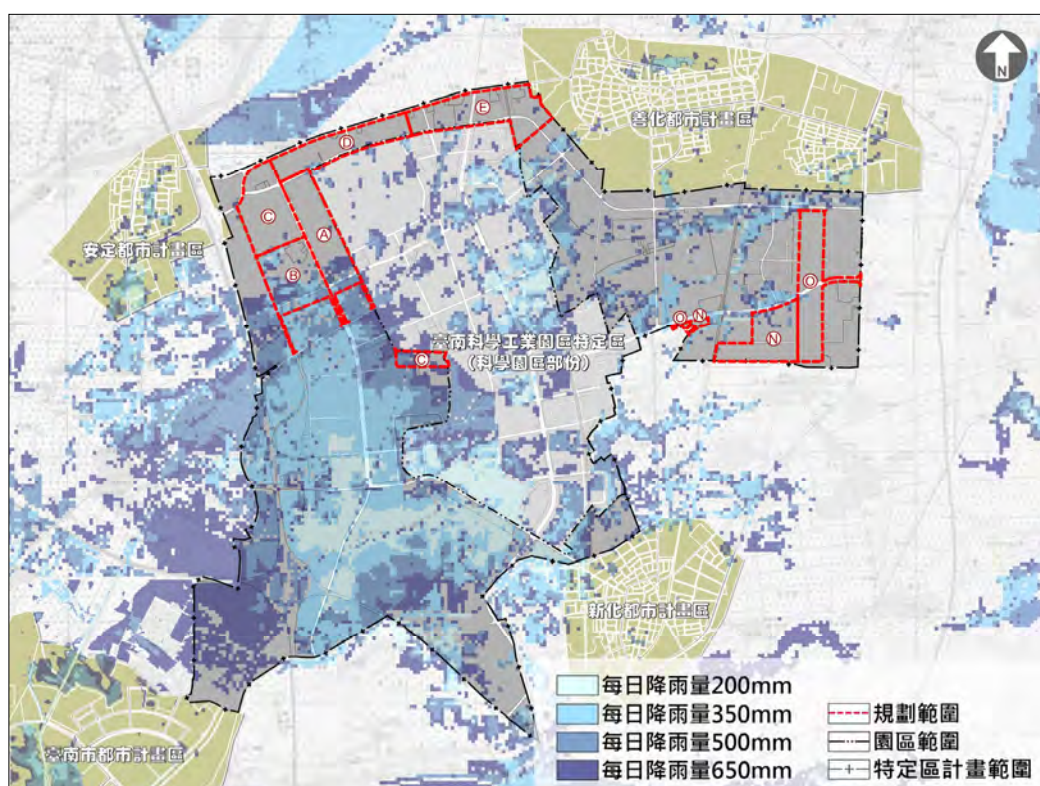 N
善化都市計畫區
E
D
安定都市計畫區
C
A
B
O
O N
N
臺南科學工業園區特定區
(科學園區部份)
C
新化都市計畫區
臺南市都市計畫區
每日降雨量200mm
每日降雨量350mm
每日降雨量500mm
每日降雨量650mm
規劃範圍
園區範圍
特定區計畫範圍